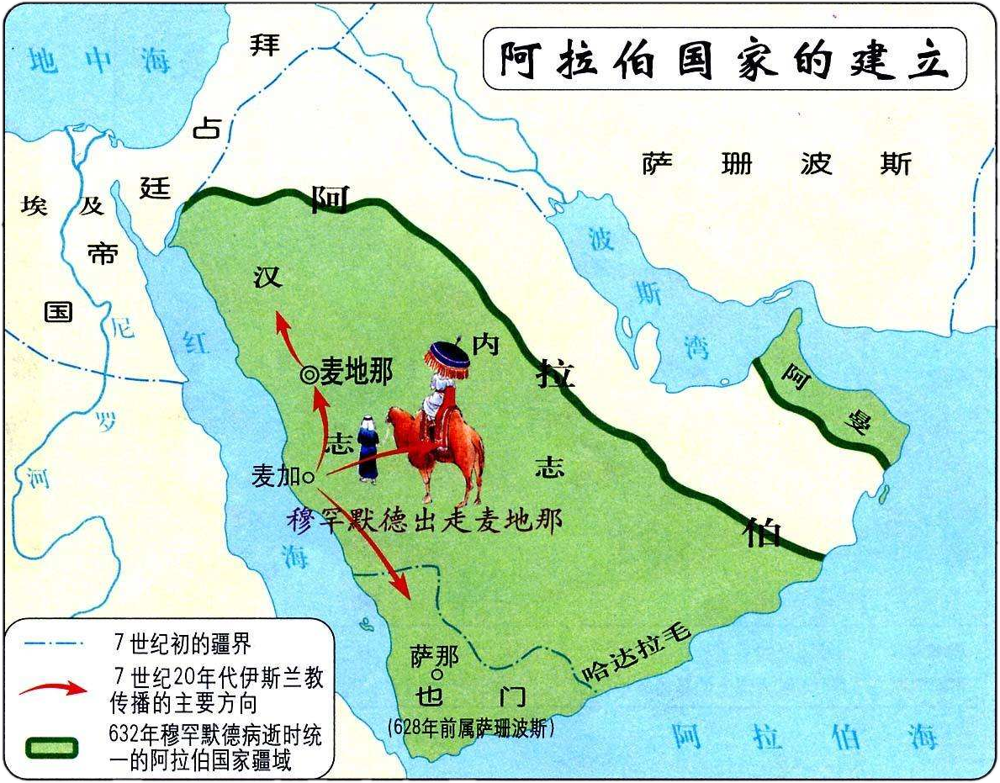 阿拉伯国家的建立
地中海
拜占廷帝国
萨珊波斯
埃及
阿拉伯
波斯湾
汉志
内志
红海
尼罗河
麦地那
阿曼
麦加
穆罕默德出走麦地那
萨那
也门
(628年前属萨珊波斯)
哈达拉毛
阿拉伯海
7世纪初的疆界
7世纪20年代伊斯兰教
传播的主要方向
632年穆罕默德病逝时统
一的阿拉伯国家疆域